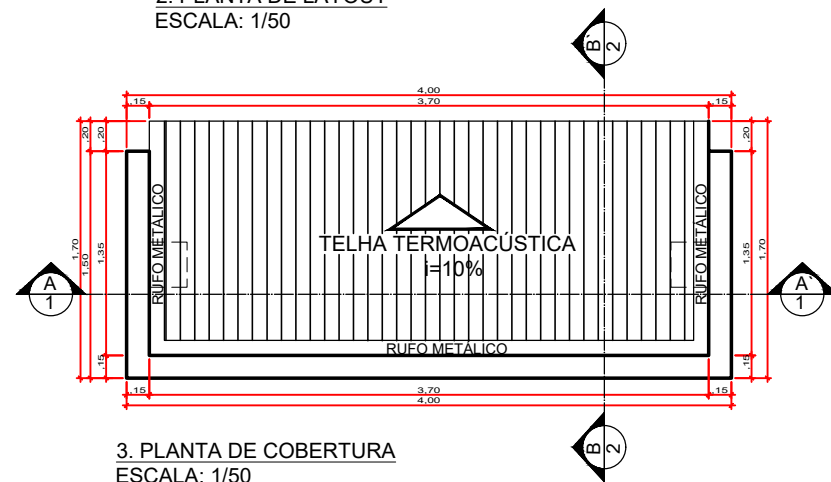 2. PLANTA DE LAYOUT
ESCALA: 1/50
B`
2
4,00
,15 3,70 ,15
,20 ,20 ,20
RUFO METÁLICO
RUFO METÁLICO
TELHA TERMOACÚSTICA
i=10%
1,70 1,50 1,35
1,35 1,70
A
1
A`
1
RUFO METÁLICO
,15 ,15
,15 3,70 ,15
4,00
B
2
3. PLANTA DE COBERTURA
ESCALA: 1/50